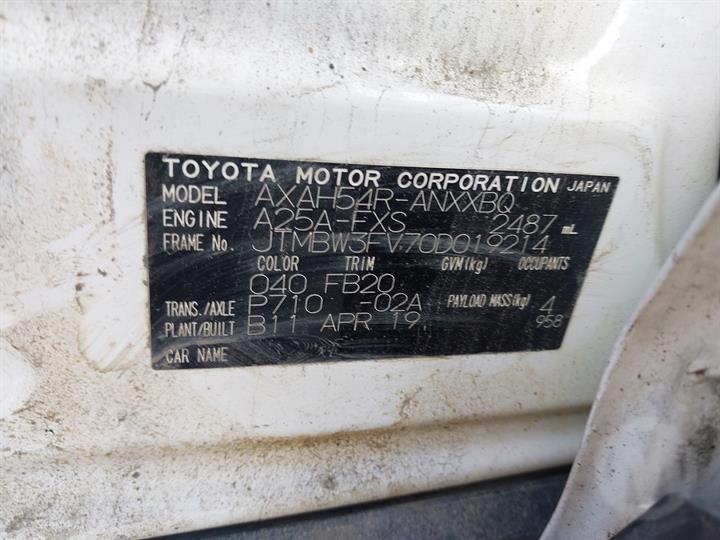 TOYOTA MOTOR CORPORATION JAPAN
MODEL AXAH54R-ANXXBQ
ENGINE A25A-FXS 2487 mL
FRAME No. JTMBW3FV70D019214
COLOR TRIM GVM(kg)
040 FB20
TRANS./AXLE P710 -02A PAYLOAD MASS(kg) 4
PLANT/BUILT B11 APR 19 958
CAR NAME